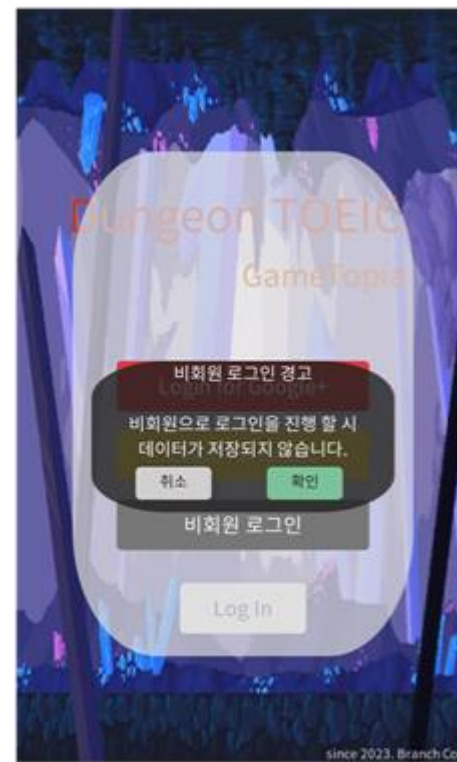 Dungeon TOEIC
GameTopia
비회원 로그인 경고
Login for Google+
비회원으로 로그인을 진행 할 시
데이터가 저장되지 않습니다.
취소
확인
비회원 로그인
Log In
since 2023. Branch Co